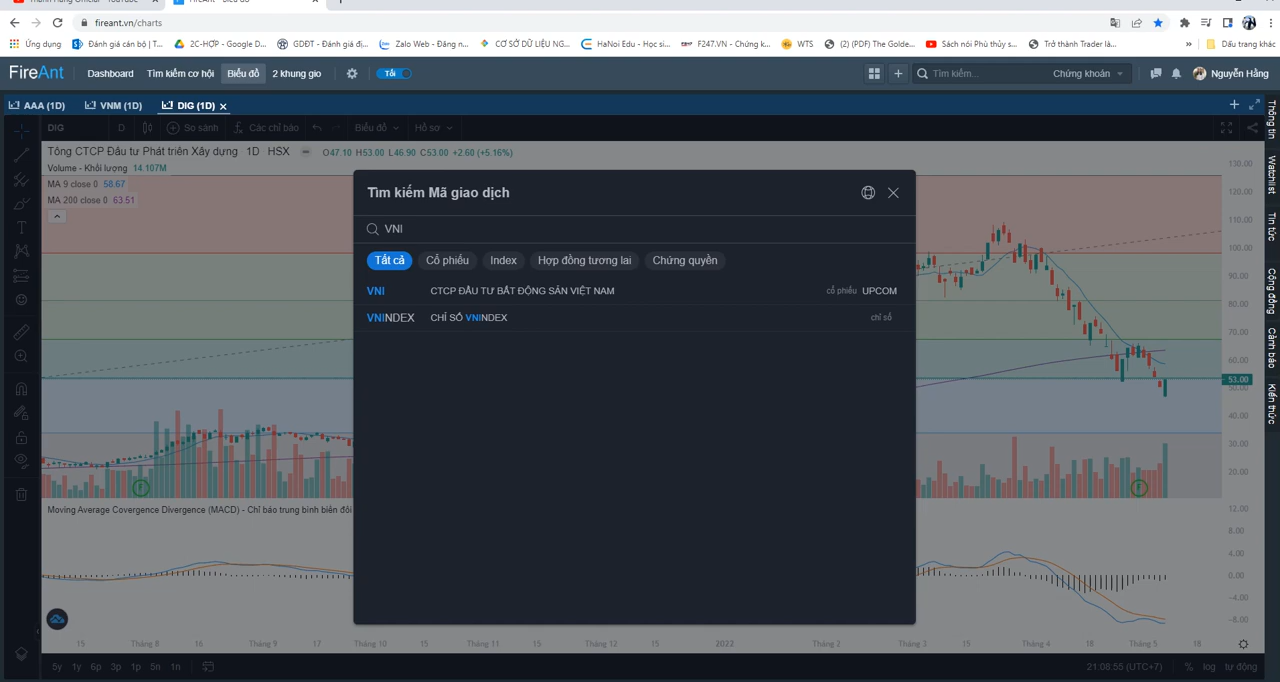 Thanh Hang Official - YouTube
FireAnt - Biểu đồ
fireant.vn/charts
Ứng dụng
Đánh giá cán bộ | T...
2C-HỢP - Google D...
GDĐT - Đánh giá đị...
Zalo Web - Đăng n...
CƠ SỞ DỮ LIỆU NG...
HaNoi Edu - Học si...
F247.VN - Chứng k...
WTS
(2) (PDF) The Golde...
Sách nói Phù thủy s...
Trở thành Trader là...
»
Dấu trang khác
FireAnt
Dashboard
Tìm kiếm cơ hội
Biểu đồ
2 khung gio
Tối
Tìm kiếm...
Chứng khoán
Nguyễn Hằng
AAA (1D)
VNM (1D)
DIG (1D)
DIG
D
So sánh
Các chỉ báo
Biểu đồ
Hồ sơ
Tổng CTCP Đầu tư Phát triển Xây dựng 1D HSX
O47.10 H53.00 L46.90 C53.00 +2.60 (+5.16%)
Volume - Khối lượng 14.107M
MA 9 close 0 58.67
MA 200 close 0 63.51
Tìm kiếm Mã giao dịch
VNI
Tất cả
Cổ phiếu
Index
Hợp đồng tương lai
Chứng quyền
VNI CTCP ĐẦU TƯ BẤT ĐỘNG SẢN VIỆT NAM cổ phiếu UPCOM
VNINDEX CHỈ SỐ VNINDEX chỉ số
130.00
120.00
110.00
100.00
90.00
80.00
70.00
60.00
53.00
50.00
40.00
30.00
20.00
Moving Average Covergence Divergence (MACD) - Chỉ báo trung bình biến đổi
12.00
8.00
4.00
0.00
−4.00
−8.00
15 Tháng 8 16 Tháng 9 17 Tháng 10 15 Tháng 11 15 Tháng 12 15 2022 Tháng 2 Tháng 3 15 Tháng 4 18 Tháng 5 18
5y 1y 6p 3p 1p 5n 1n
21:08:55 (UTC+7)
% log tự động
Thông tin
Watchlist
Tin tức
Cộng đồng
Cảnh báo
Kiến thức